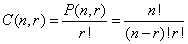 C(n,r) = P(n,r)/r! = n!/((n−r)!r!)